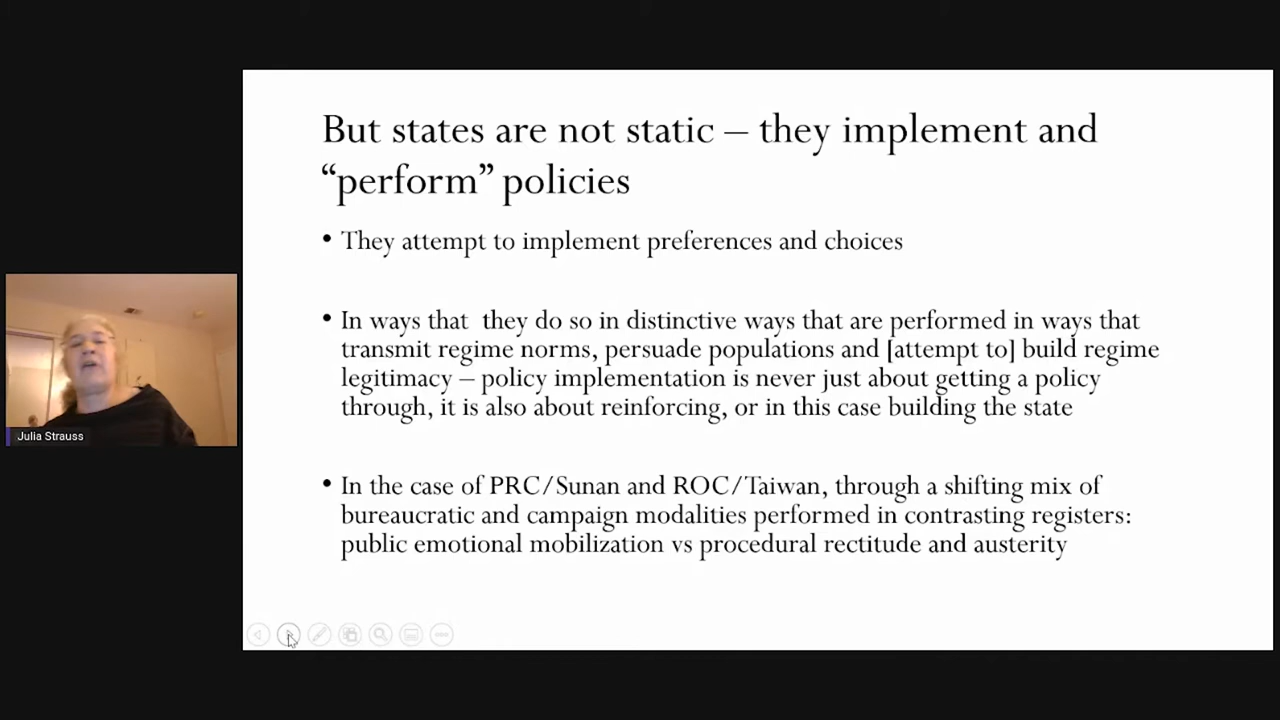 But states are not static – they implement and
“perform” policies
• They attempt to implement preferences and choices
• In ways that  they do so in distinctive ways that are performed in ways that
transmit regime norms, persuade populations and [attempt to] build regime
legitimacy – policy implementation is never just about getting a policy
through, it is also about reinforcing, or in this case building the state
• In the case of PRC/Sunan and ROC/Taiwan, through a shifting mix of
bureaucratic and campaign modalities performed in contrasting registers:
public emotional mobilization vs procedural rectitude and austerity
Julia Strauss